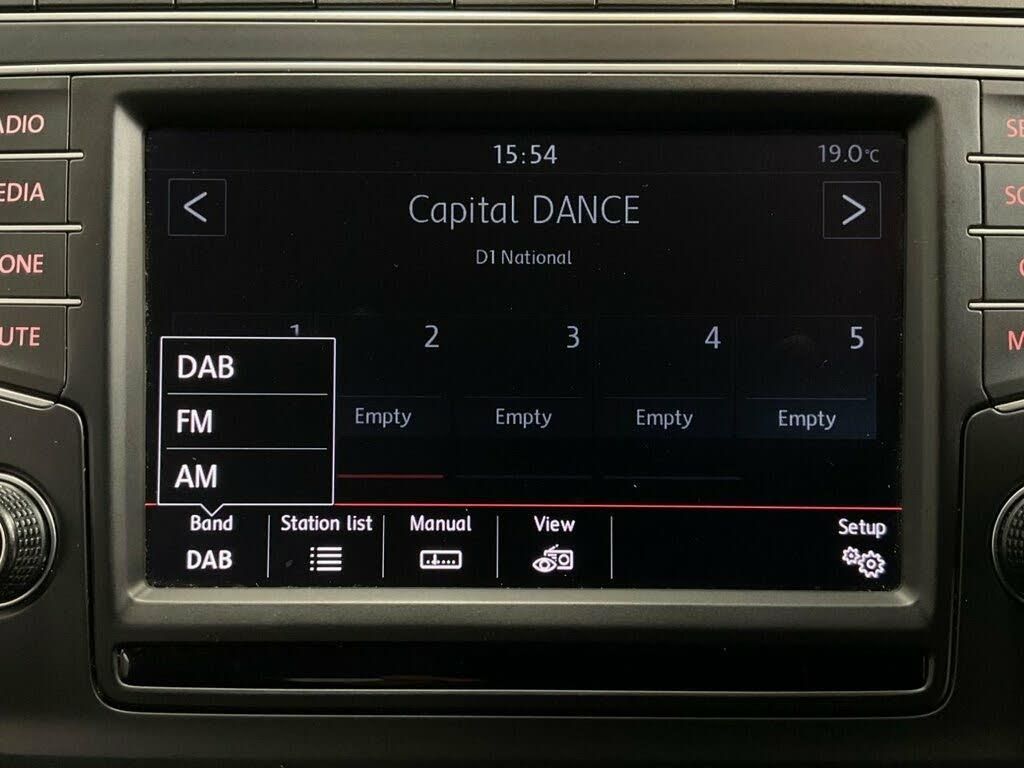 15:54
19.0°C
<
Capital DANCE
>
D1 National
1
2
3
4
5
DAB
FM
AM
Empty
Empty
Empty
Empty
Band
DAB
Station list
Manual
View
Setup
ADIO
EDIA
ONE
UTE
SE